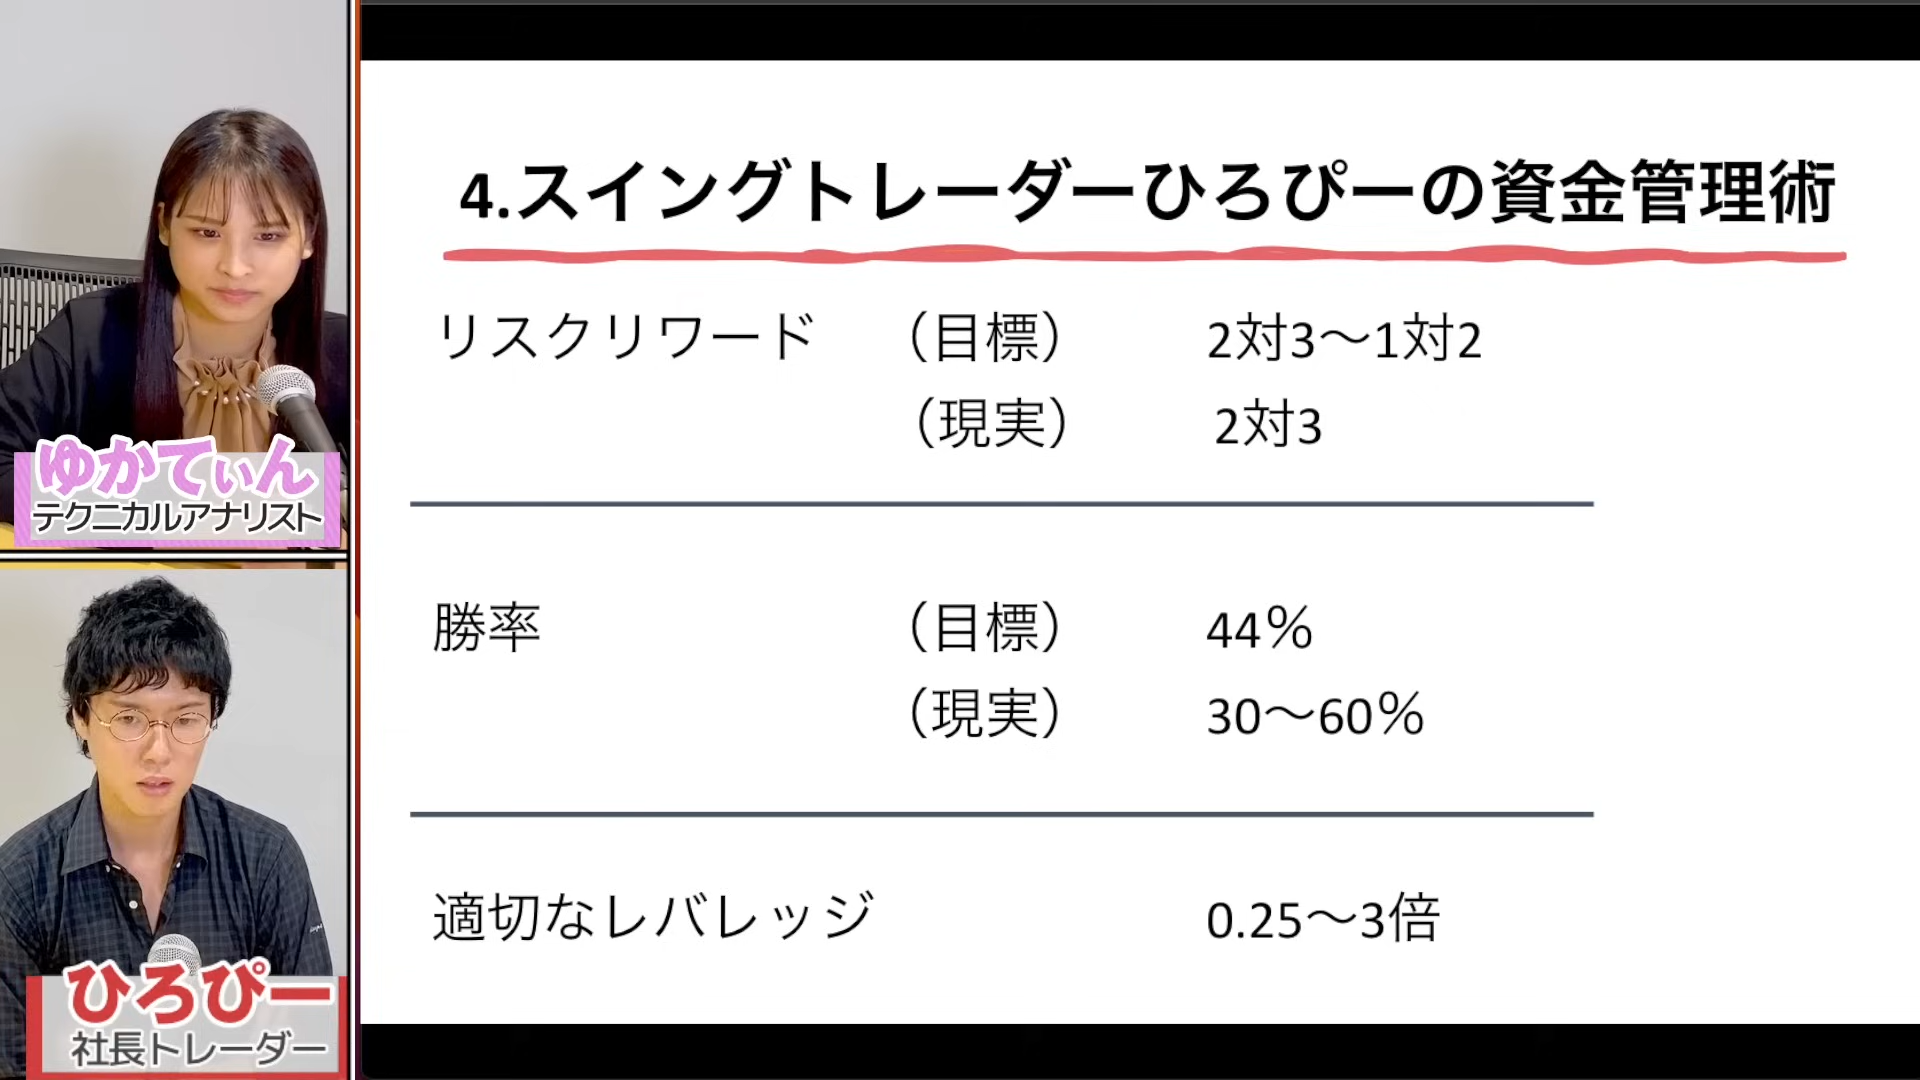 4.スイングトレーダーひろぴーの資金管理術
リスクリワード （目標） 2対3〜1対2
（現実） 2対3
勝率 （目標） 44％
（現実） 30〜60％
適切なレバレッジ 0.25〜3倍
ゆかてぃん
テクニカルアナリスト
ひろぴー
社長トレーダー